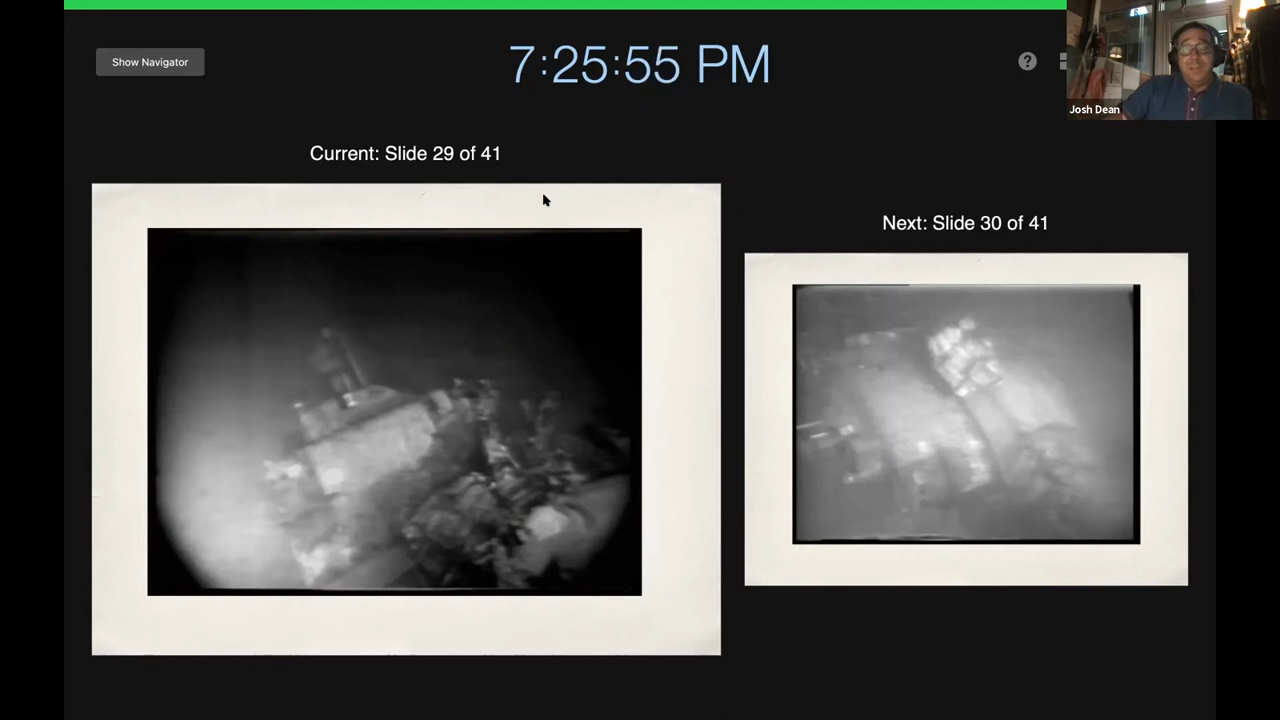 Show Navigator
7:25:55 PM
?
Josh Dean
Current: Slide 29 of 41
Next: Slide 30 of 41